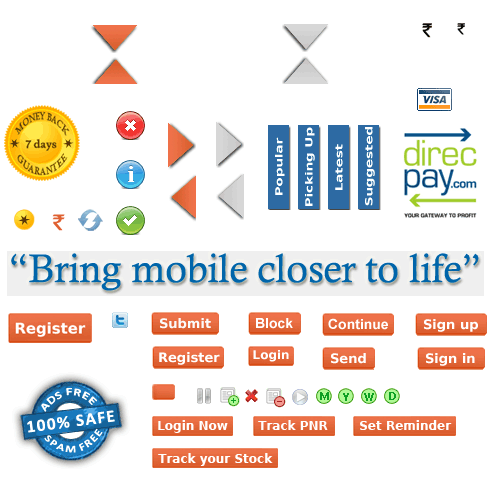 ₹ ₹
VISA
MONEY BACK
7 days
GUARANTEE
Popular
Picking Up
Latest
Suggested
direc
pay.com
YOUR GATEWAY TO PROFIT
i
₹
“Bring mobile closer to life”
Register
t
Submit
Block
Continue
Sign up
Register
Login
Send
Sign in
ADS FREE
100% SAFE
SPAM FREE
M Y W D
Login Now
Track PNR
Set Reminder
Track your Stock